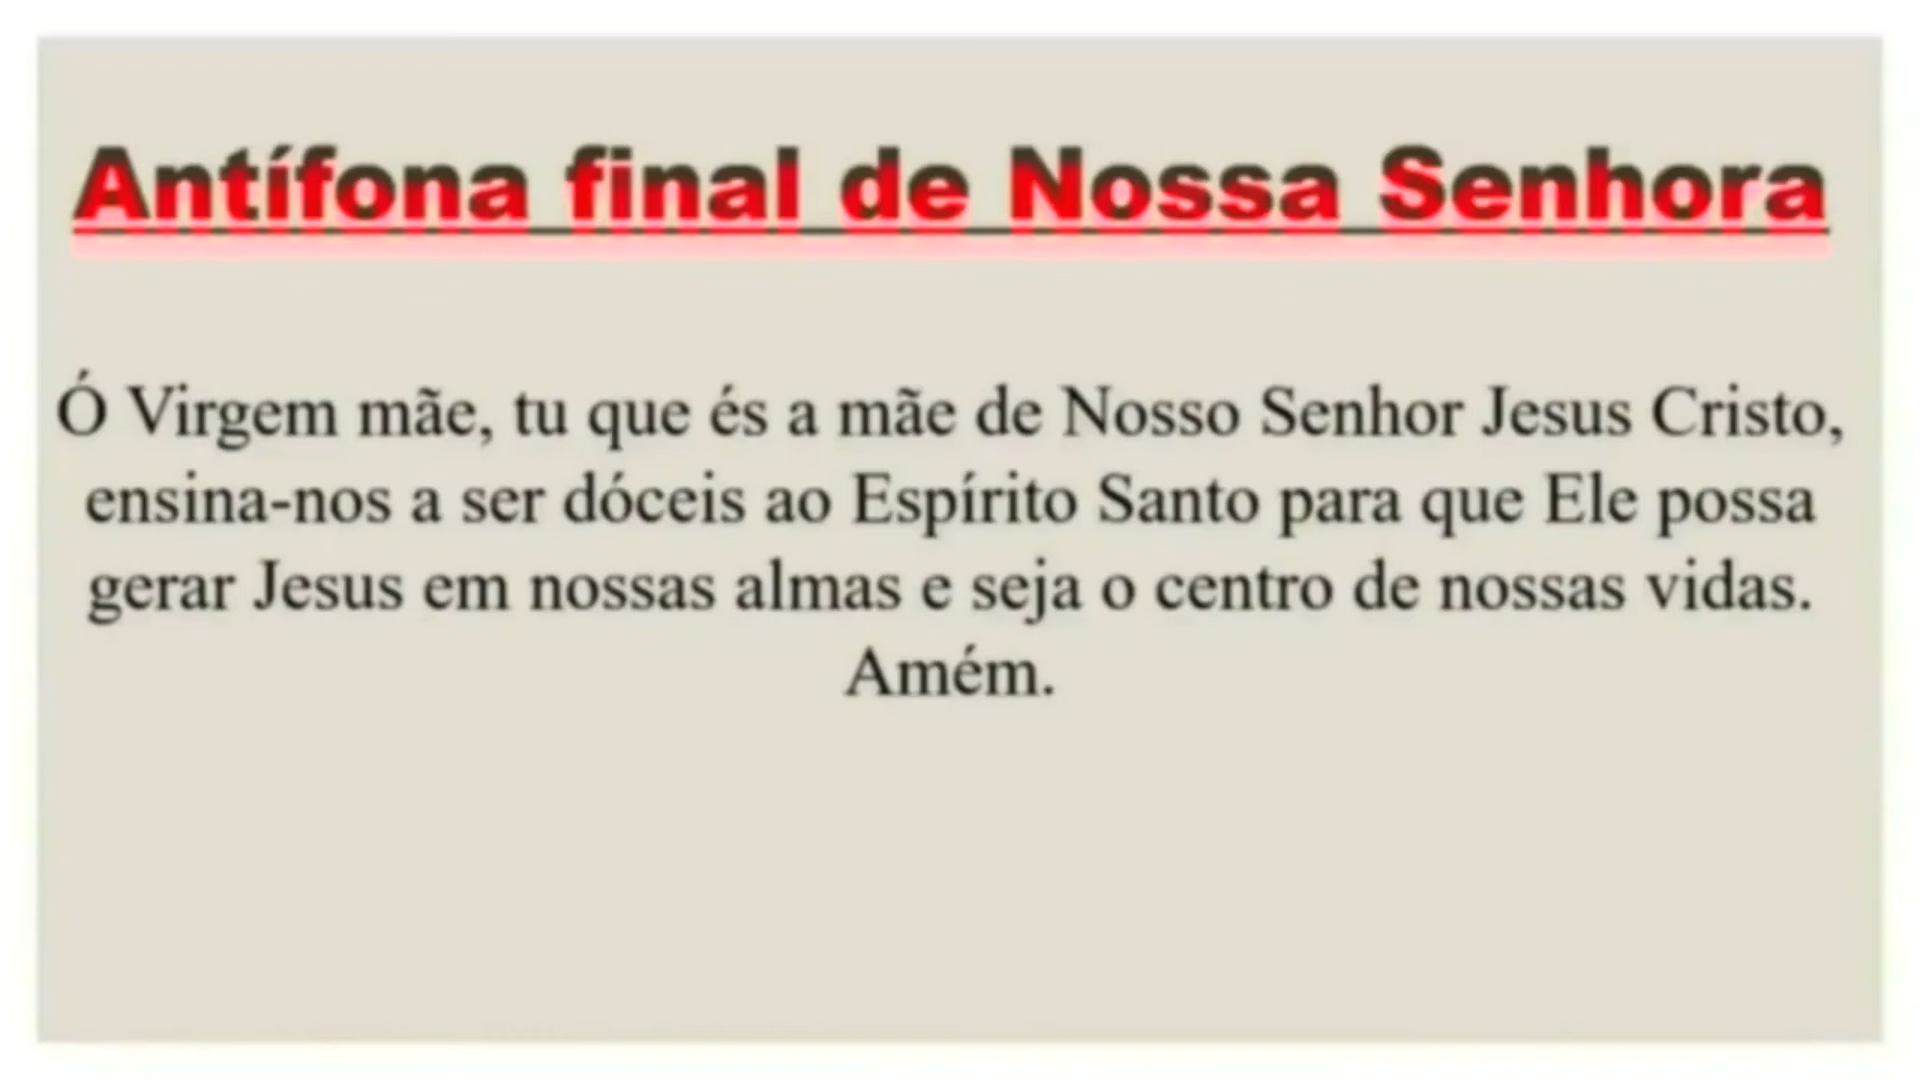 Antífona final de Nossa Senhora
Ó Virgem mãe, tu que és a mãe de Nosso Senhor Jesus Cristo,
ensina-nos a ser dóceis ao Espírito Santo para que Ele possa
gerar Jesus em nossas almas e seja o centro de nossas vidas.
Amém.